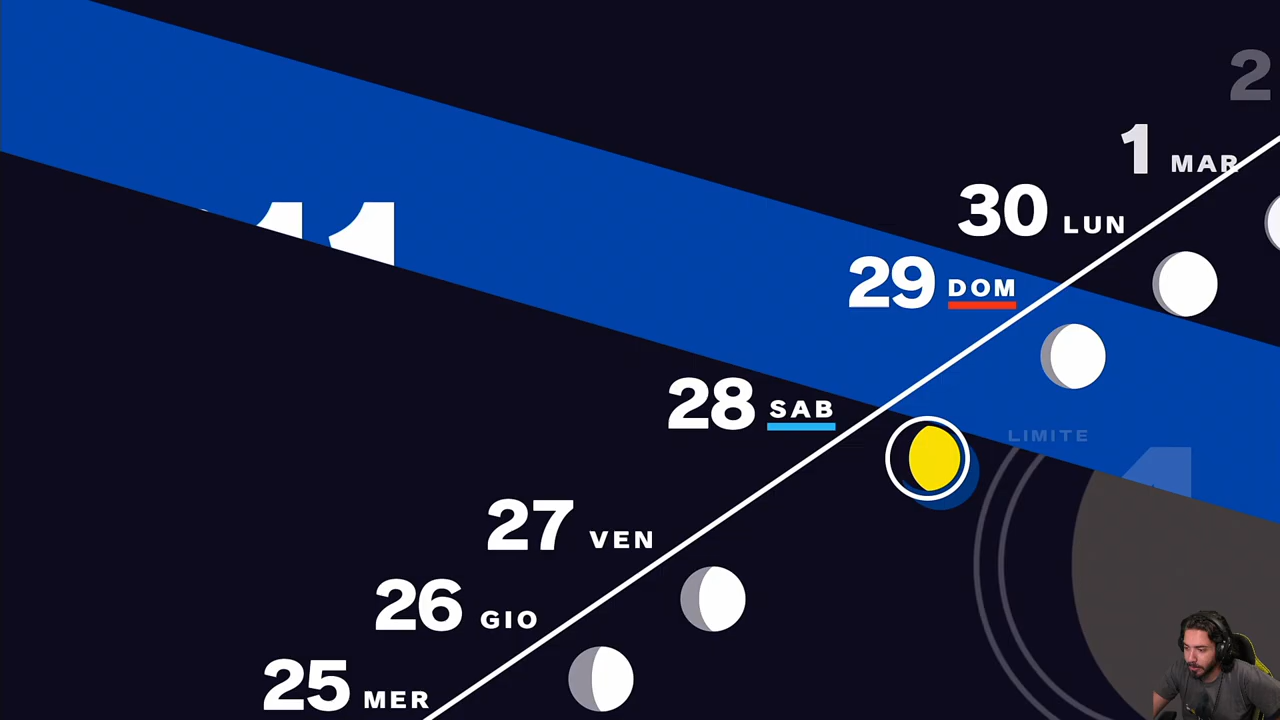 2
1 MAR
30 LUN
29 DOM
28 SAB
LIMITE
27 VEN
26 GIO
25 MER